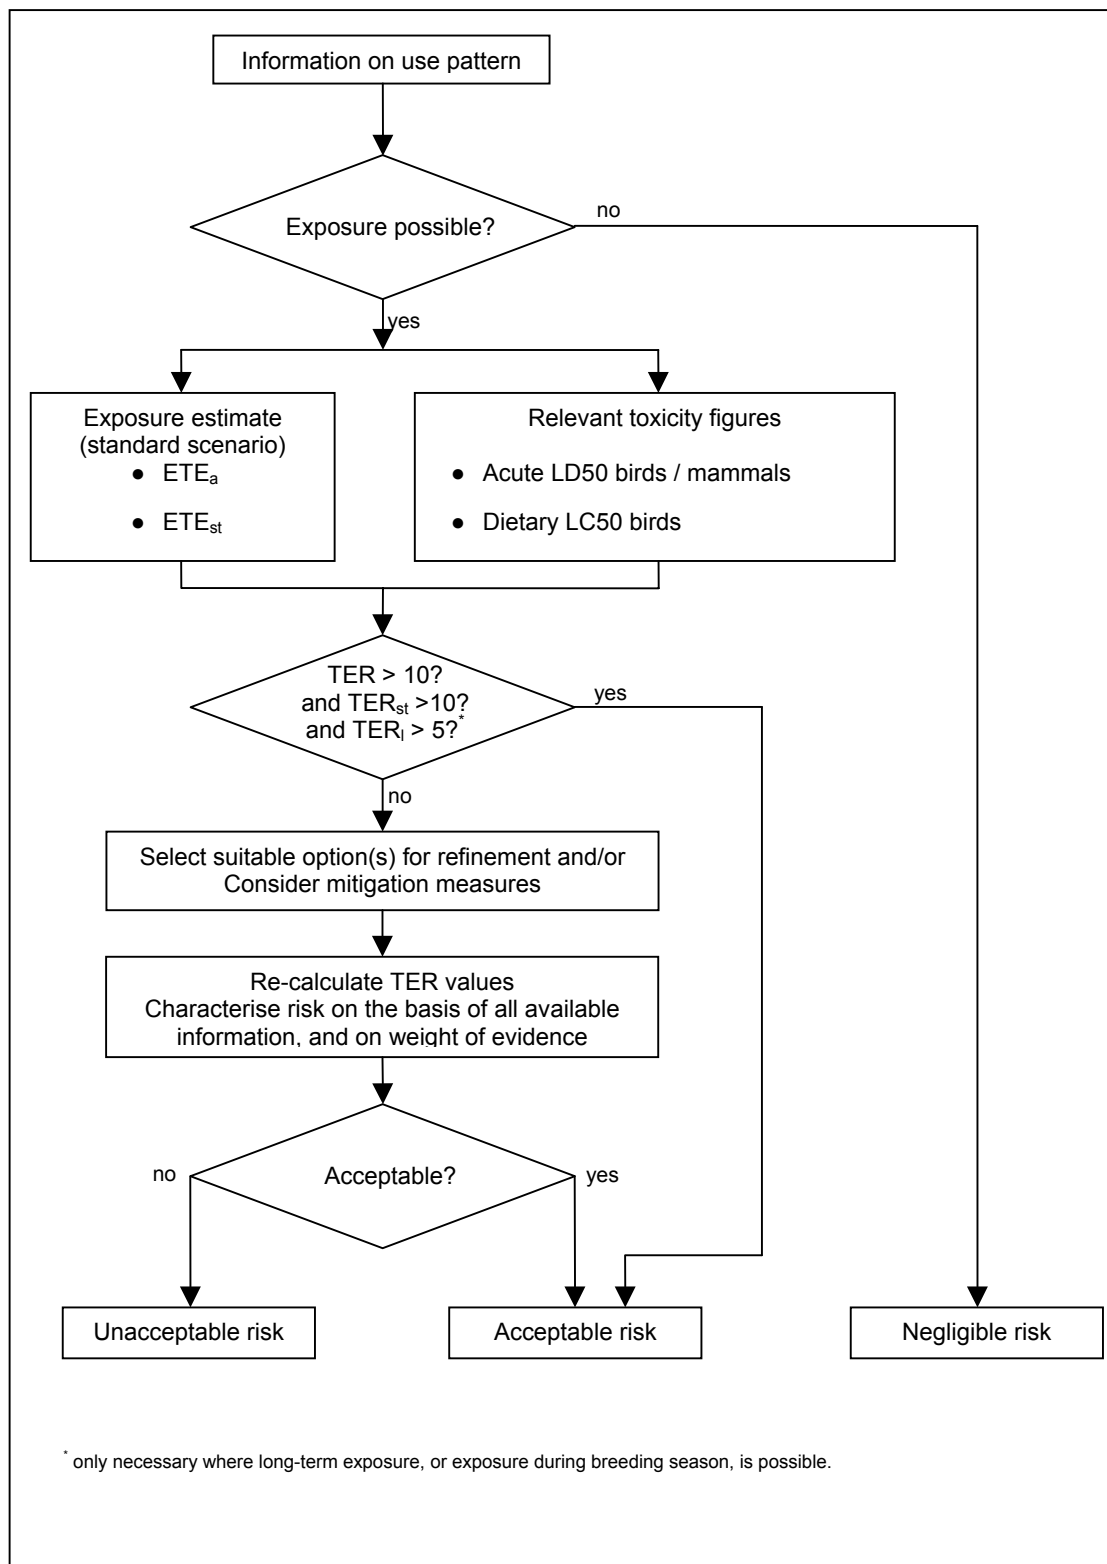 Information on use pattern
Exposure possible?
no
yes
Exposure estimate
(standard scenario)
● ETEa
● ETEst
Relevant toxicity figures
● Acute LD50 birds / mammals
● Dietary LC50 birds
TER > 10?
and TERst >10?
and TERl > 5?*
yes
no
Select suitable option(s) for refinement and/or
Consider mitigation measures
Re-calculate TER values
Characterise risk on the basis of all available
information, and on weight of evidence
no
Acceptable?
yes
Unacceptable risk
Acceptable risk
Negligible risk
* only necessary where long-term exposure, or exposure during breeding season, is possible.